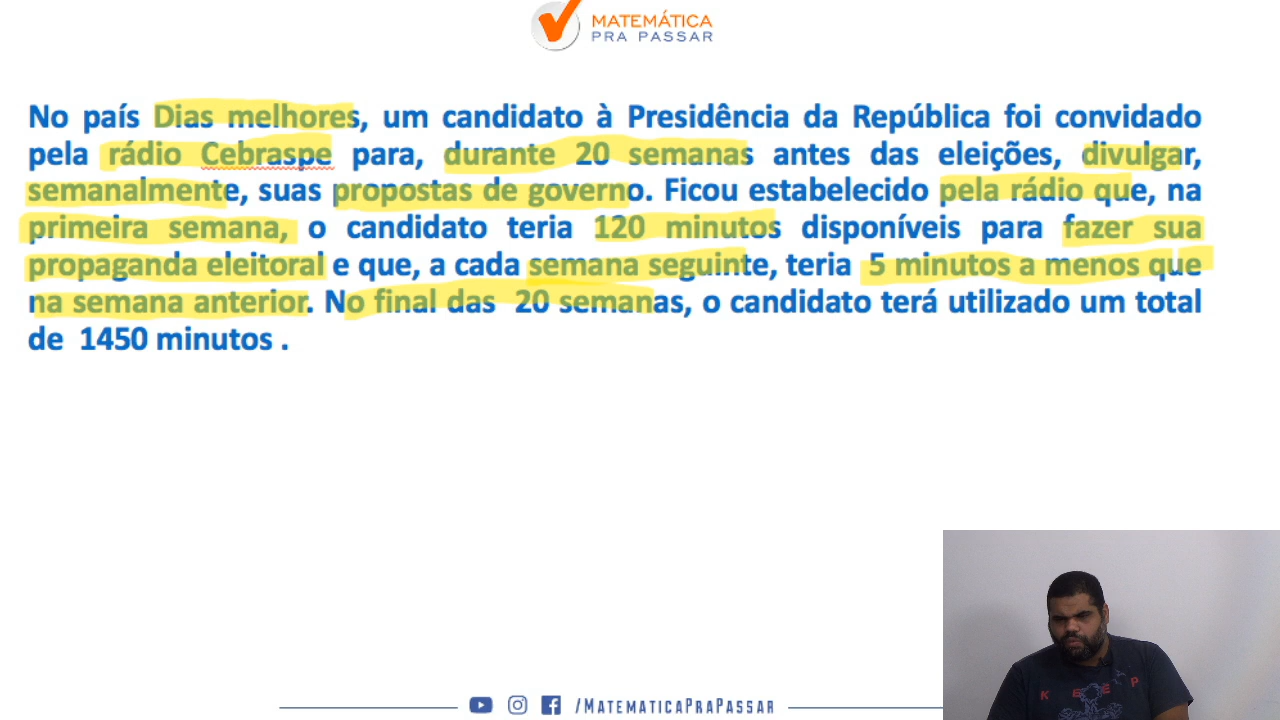 MATEMÁTICA
PRA PASSAR
No país Dias melhores, um candidato à Presidência da República foi convidado
pela rádio Cebraspe para, durante 20 semanas antes das eleições, divulgar,
semanalmente, suas propostas de governo. Ficou estabelecido pela rádio que, na
primeira semana, o candidato teria 120 minutos disponíveis para fazer sua
propaganda eleitoral e que, a cada semana seguinte, teria 5 minutos a menos que
na semana anterior. No final das 20 semanas, o candidato terá utilizado um total
de 1450 minutos .
K E E P
/MATEMATICAPRAPASSAR